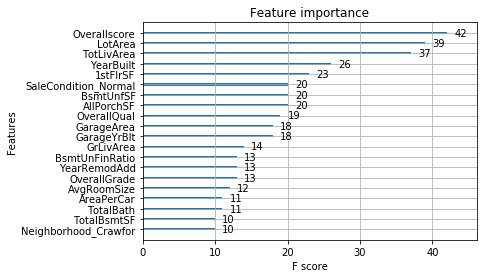 Feature importance
Features
Overallscore 42
LotArea 39
TotLivArea 37
YearBuilt 26
1stFlrSF 23
SaleCondition_Normal 20
BsmtUnfSF 20
AllPorchSF 20
OverallQual 19
GarageArea 18
GarageYrBlt 18
GrLivArea 14
BsmtUnFinRatio 13
YearRemodAdd 13
OverallGrade 13
AvgRoomSize 12
AreaPerCar 11
TotalBath 11
TotalBsmtSF 10
Neighborhood_Crawfor 10
0 10 20 30 40
F score